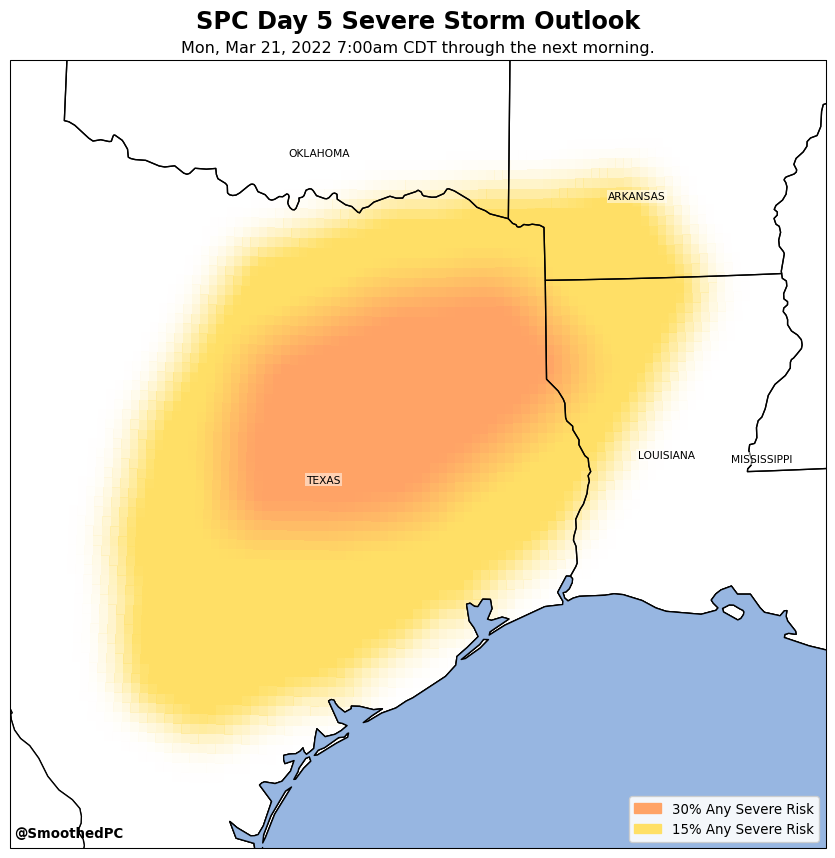 SPC Day 5 Severe Storm Outlook
Mon, Mar 21, 2022 7:00am CDT through the next morning.
OKLAHOMA
ARKANSAS
LOUISIANA
MISSISSIPPI
TEXAS
30% Any Severe Risk
15% Any Severe Risk
@SmoothedPC